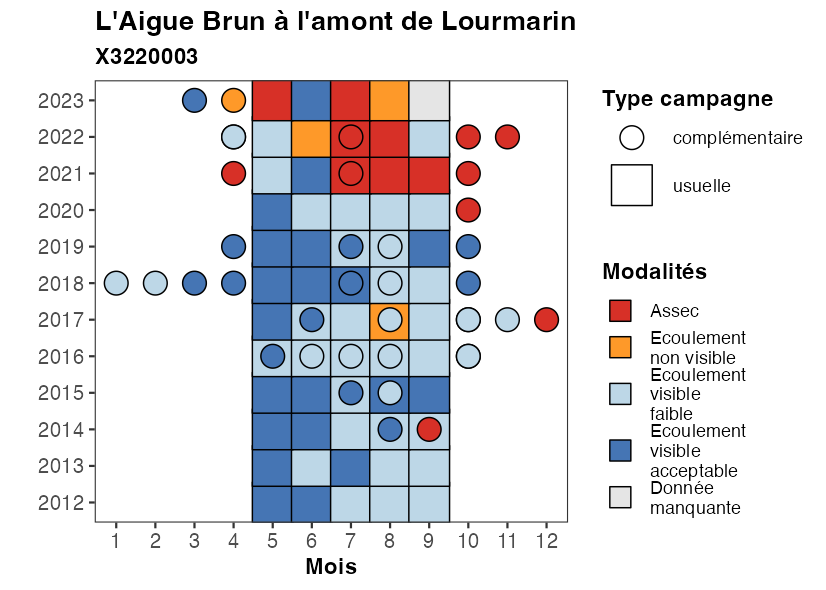 L'Aigue Brun à l'amont de Lourmarin
X3220003
2023
2022
2021
2020
2019
2018
2017
2016
2015
2014
2013
2012
1 2 3 4 5 6 7 8 9 10 11 12
Mois
Type campagne
complémentaire
usuelle
Modalités
Assec
Ecoulement
non visible
Ecoulement
visible
faible
Ecoulement
visible
acceptable
Donnée
manquante